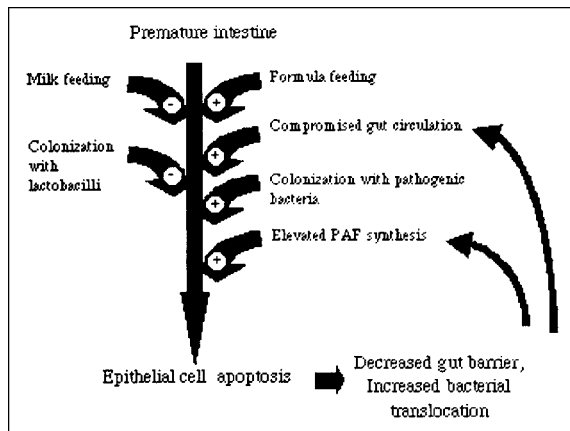 Premature intestine
Milk feeding
-
+
Formula feeding
Compromised gut circulation
+
Colonization
with
lactobacilli
-
Colonization with pathogenic
bacteria
+
Elevated PAF synthesis
+
Epithelial cell apoptosis
Decreased gut barrier,
Increased bacterial
translocation